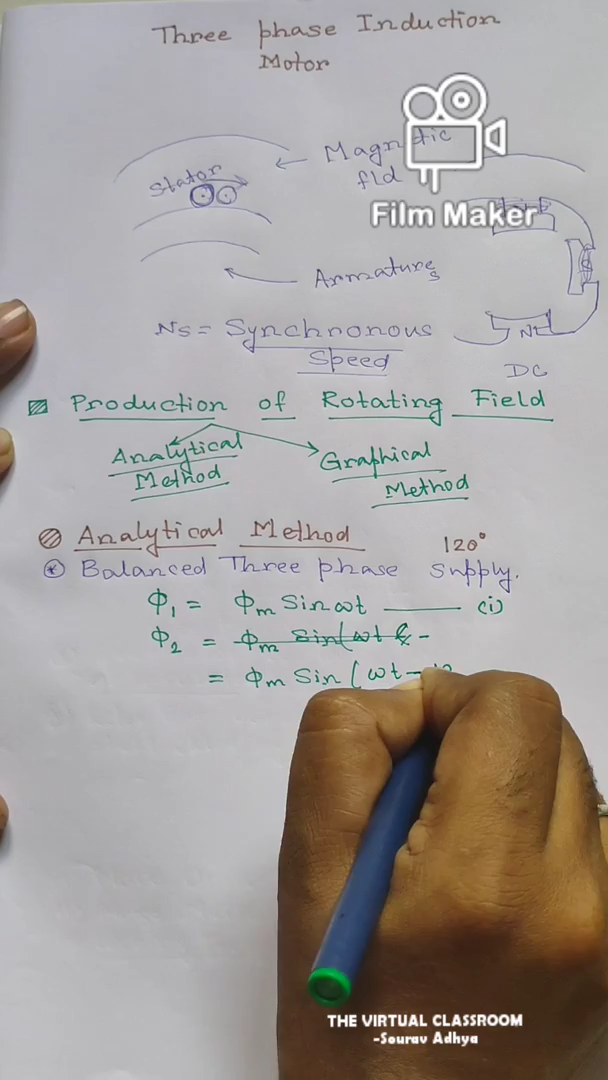 Three phase Induction
Motor
Magnetic
fld
Stator
Film Maker
Armatures
Ns = Synchronous
Speed
DC
Production of Rotating Field
Analytical
Method
Graphical
Method
Analytical Method
120°
Balanced Three phase Supply.
Φ₁ = Φm Sin ωt —— (i)
Φ₂ = Φm Sin(ωt
= Φm Sin (ωt -
THE VIRTUAL CLASSROOM
-Sourav Adhya